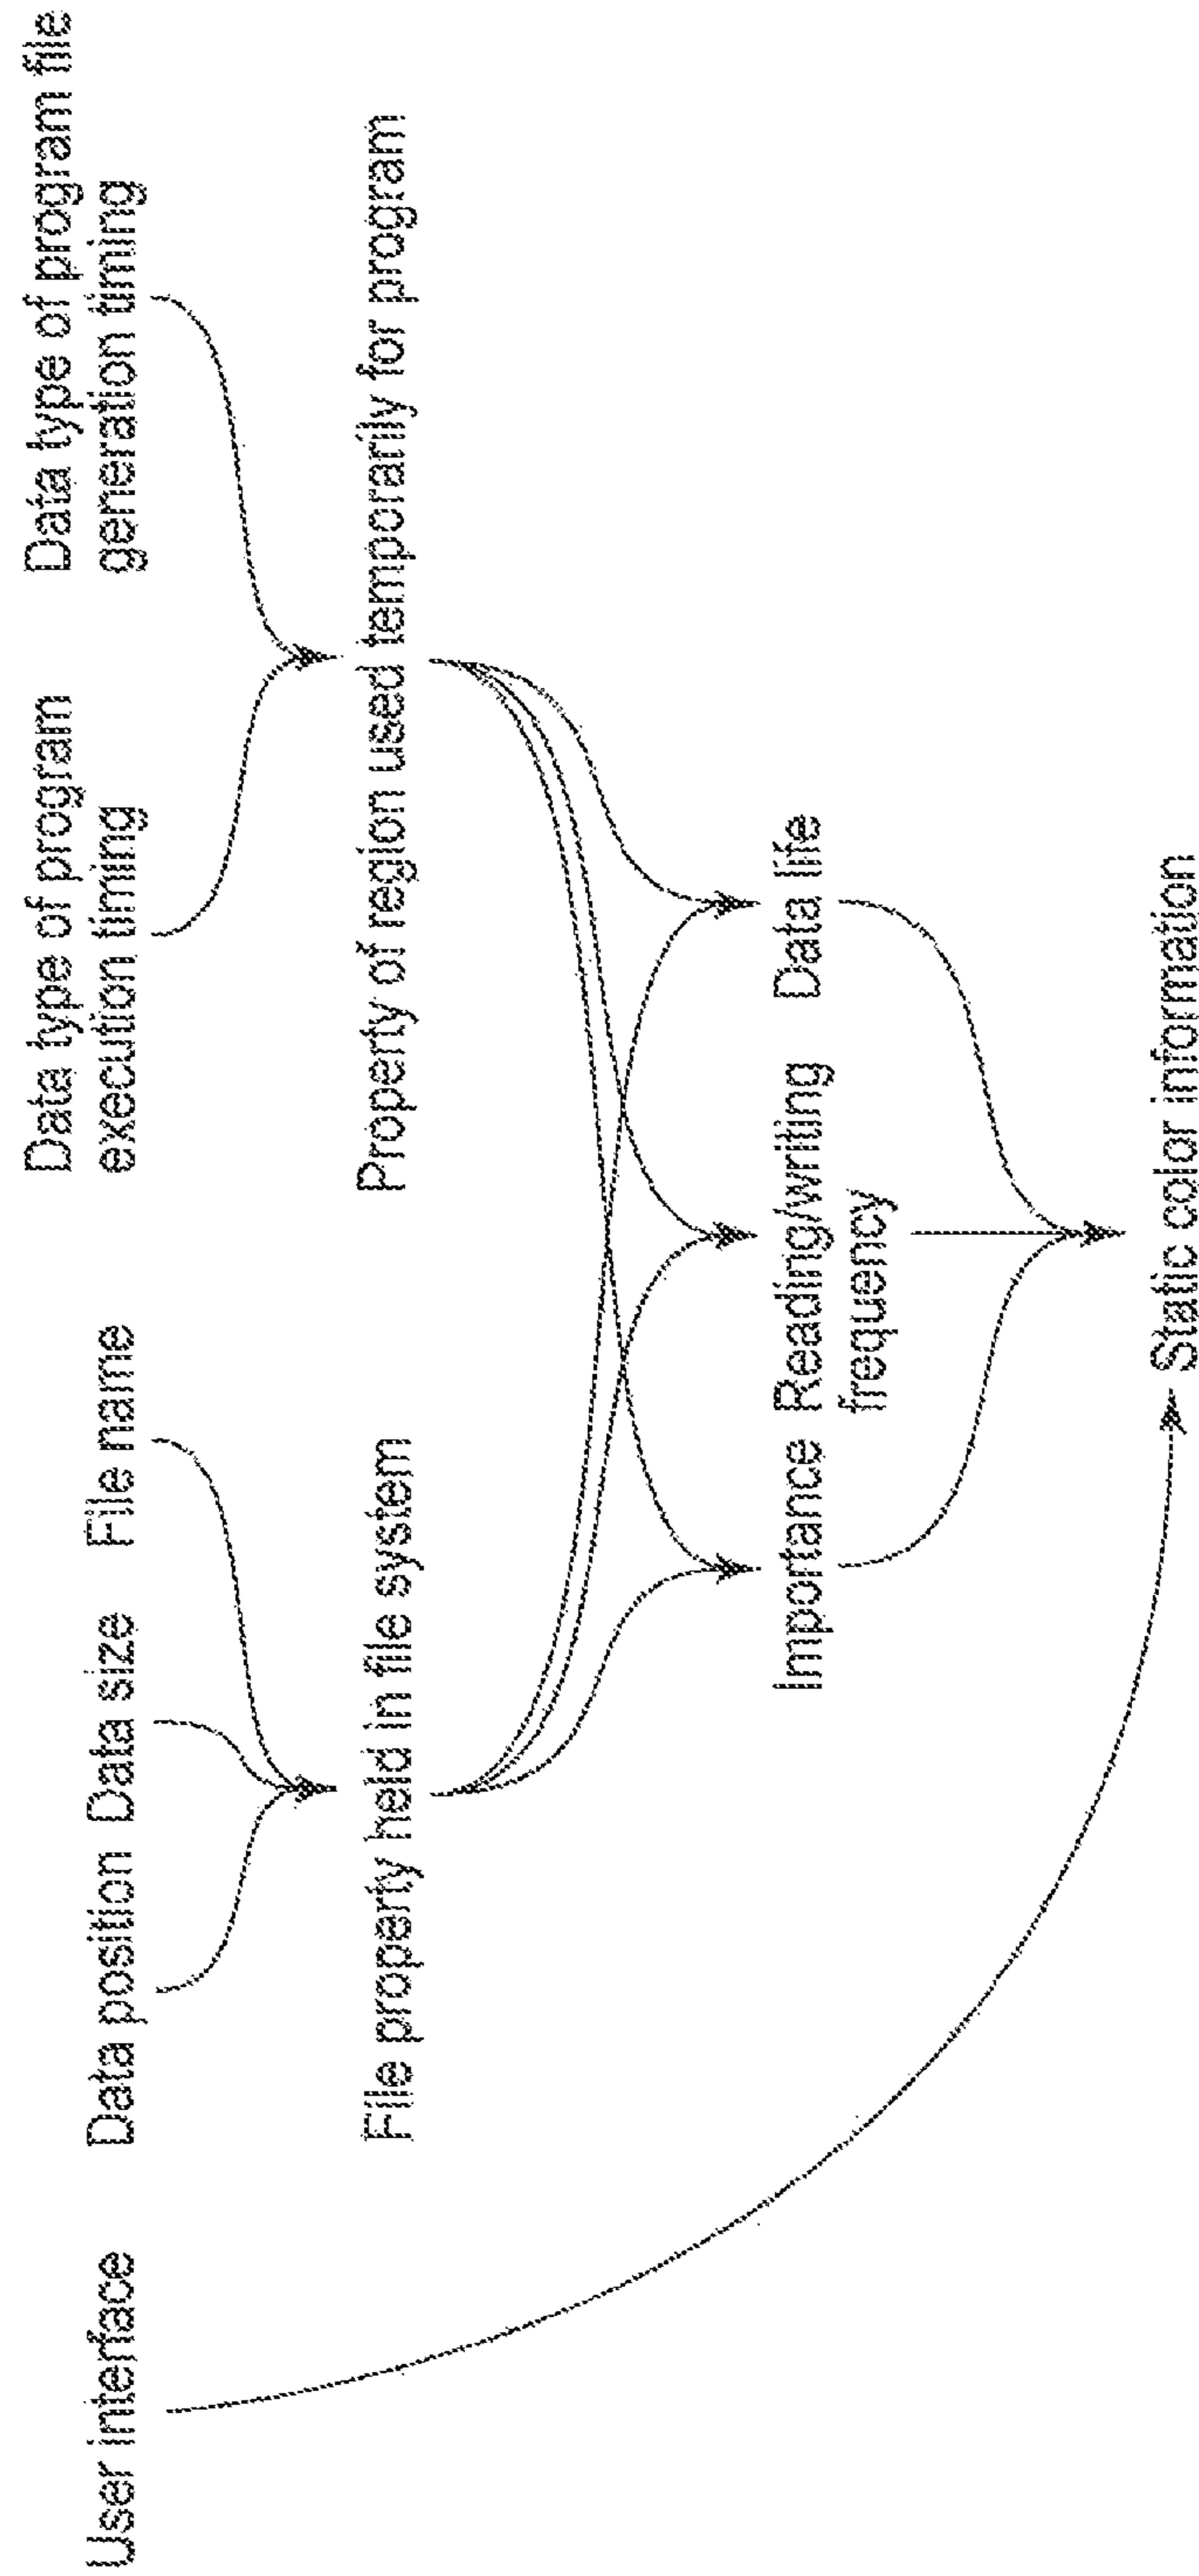 User interface
Data position
Data size
File name
Data type of program
execution timing
Data type of program file
generation timing
File property held in file system
Property of region used temporarily for program
Importance
Reading/writing
frequency
Data life
Static color information